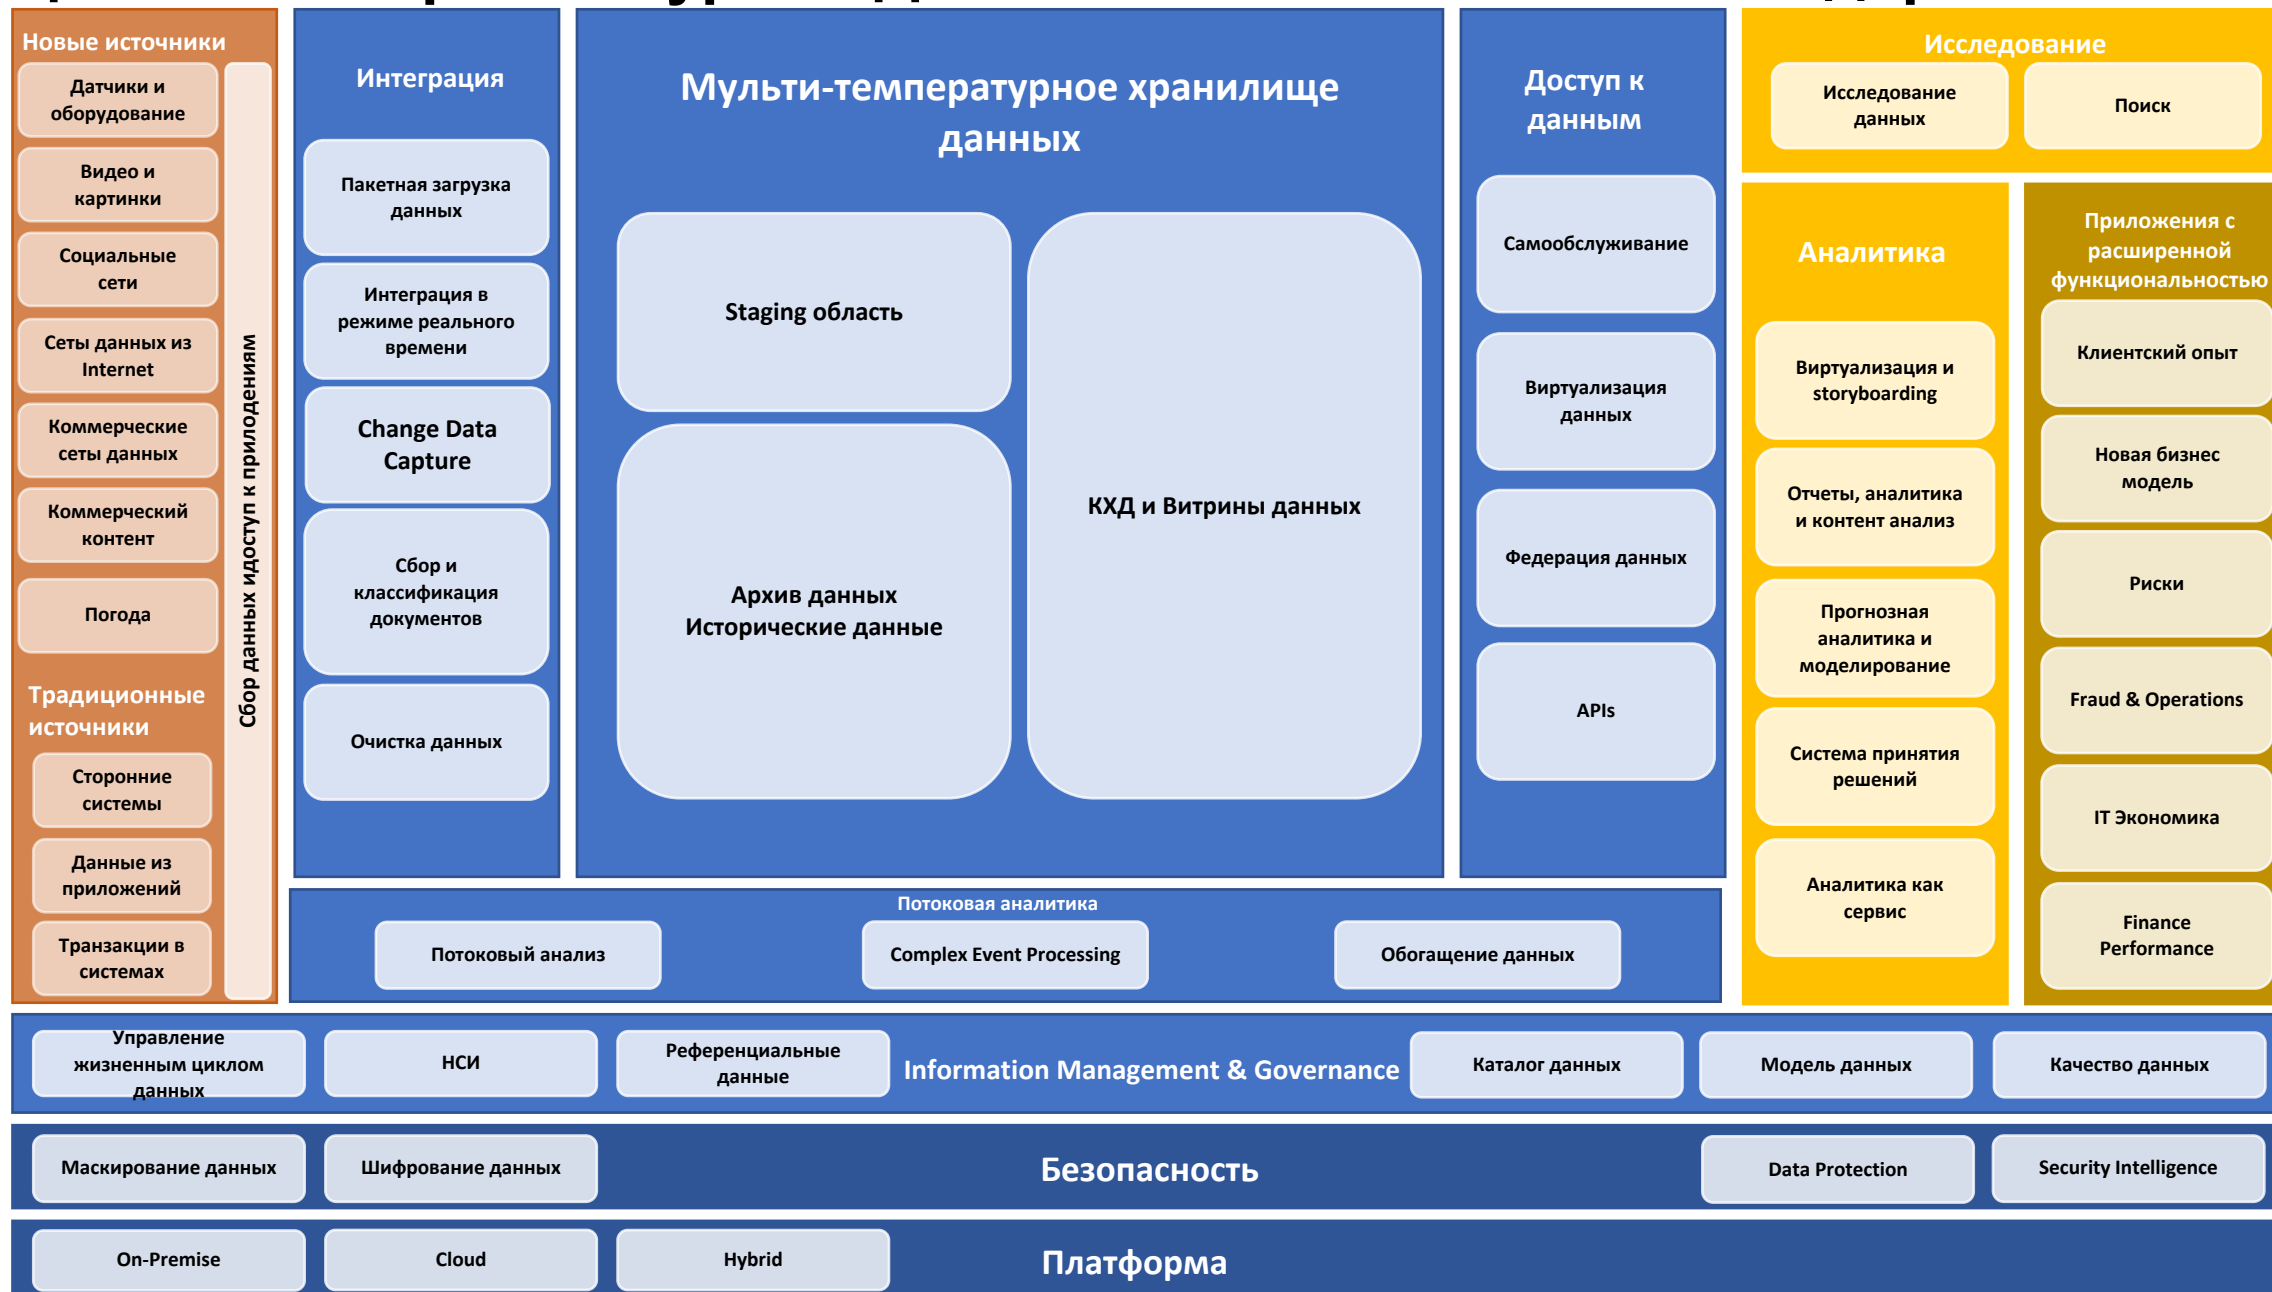 Новые источники
Датчики и
оборудование
Видео и
картинки
Социальные
сети
Сеты данных из
Internet
Коммерческие
сеты данных
Коммерческий
контент
Погода
Традиционные
источники
Сторонние
системы
Данные из
приложений
Транзакции в
системах
Сбор данных идоступ к прилодениям
Интеграция
Пакетная загрузка
данных
Интеграция в
режиме реального
времени
Change Data
Capture
Сбор и
классификация
документов
Очистка данных
Мульти-температурное хранилище
данных
Staging область
Архив данных
Исторические данные
КХД и Витрины данных
Доступ к
данным
Самообслуживание
Виртуализация
данных
Федерация данных
APIs
Исследование
Исследование
данных
Поиск
Аналитика
Виртуализация и
storyboarding
Отчеты, аналитика
и контент анализ
Прогнозная
аналитика и
моделирование
Система принятия
решений
Аналитика как
сервис
Приложения с
расширенной
функциональностью
Клиентский опыт
Новая бизнес
модель
Риски
Fraud & Operations
IT Экономика
Finance
Performance
Потоковая аналитика
Потоковый анализ
Complex Event Processing
Обогащение данных
Управление
жизненным циклом
данных
НСИ
Референциальные
данные
Information Management & Governance
Каталог данных
Модель данных
Качество данных
Маскирование данных
Шифрование данных
Безопасность
Data Protection
Security Intelligence
On-Premise
Cloud
Hybrid
Платформа